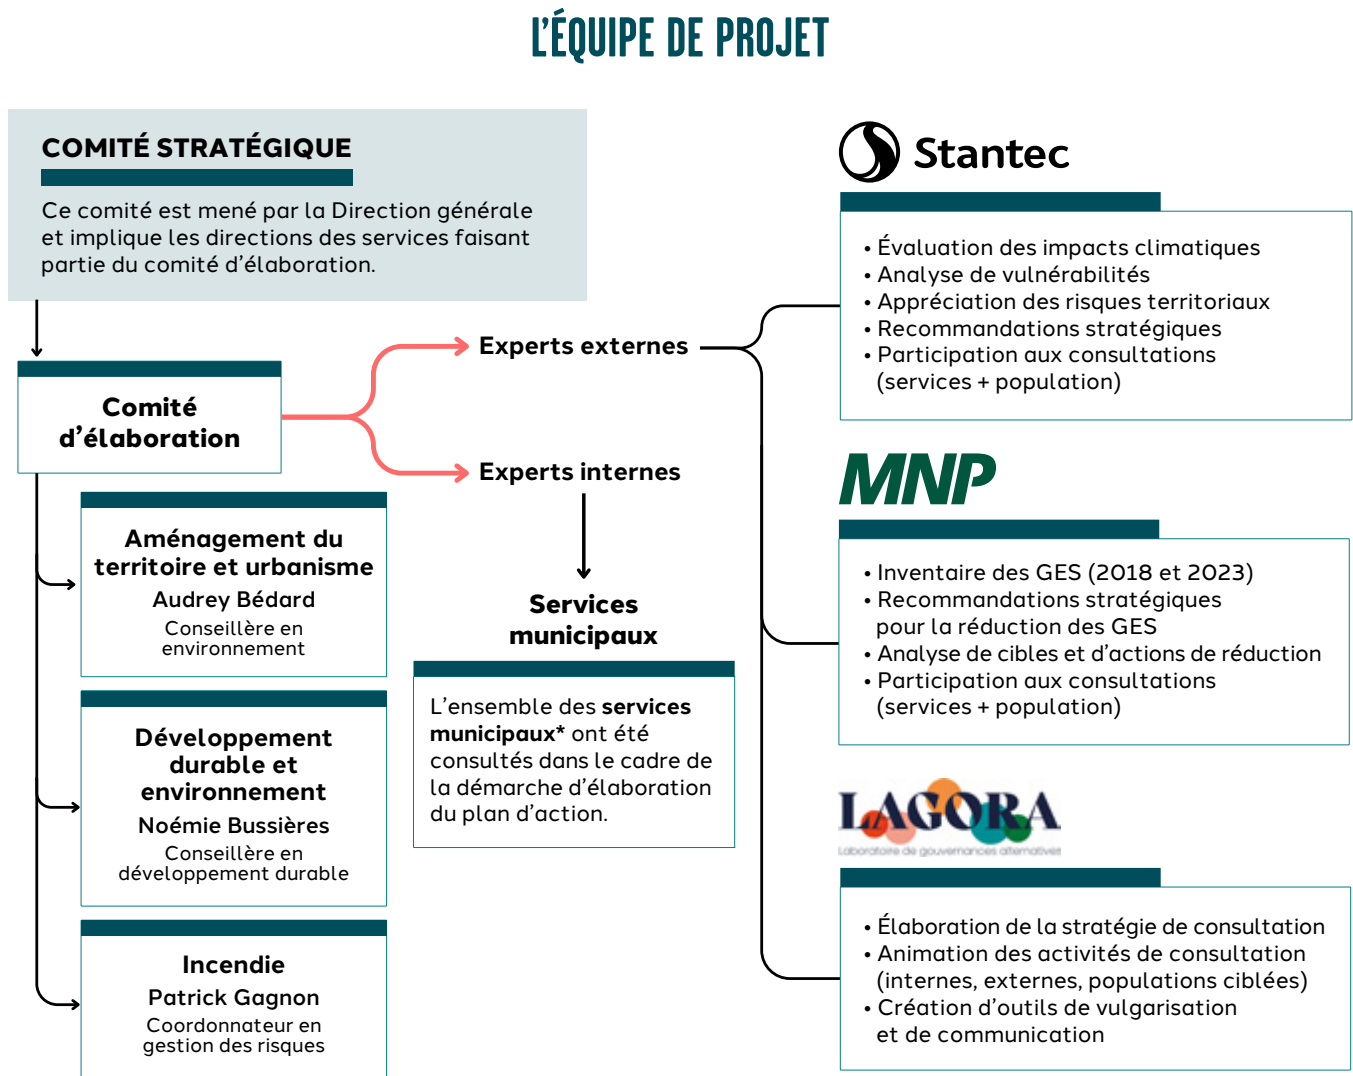 L'ÉQUIPE DE PROJET
COMITÉ STRATÉGIQUE
Ce comité est mené par la Direction générale
et implique les directions des services faisant
partie du comité d'élaboration.
Comité
d'élaboration
Aménagement du
territoire et urbanisme
Audrey Bédard
Conseillère en
environnement
Développement
durable et
environnement
Noémie Bussières
Conseillère en
développement durable
Incendie
Patrick Gagnon
Coordonnateur en
gestion des risques
Experts externes
Experts internes
Services
municipaux
L'ensemble des services
municipaux* ont été
consultés dans le cadre de
la démarche d'élaboration
du plan d'action.
Stantec
• Évaluation des impacts climatiques
• Analyse de vulnérabilités
• Appréciation des risques territoriaux
• Recommandations stratégiques
• Participation aux consultations
(services + population)
MNP
• Inventaire des GES (2018 et 2023)
• Recommandations stratégiques
pour la réduction des GES
• Analyse de cibles et d'actions de réduction
• Participation aux consultations
(services + population)
LAGORA
Laboratoire de gouvernances alternatives
• Élaboration de la stratégie de consultation
• Animation des activités de consultation
(internes, externes, populations ciblées)
• Création d'outils de vulgarisation
et de communication